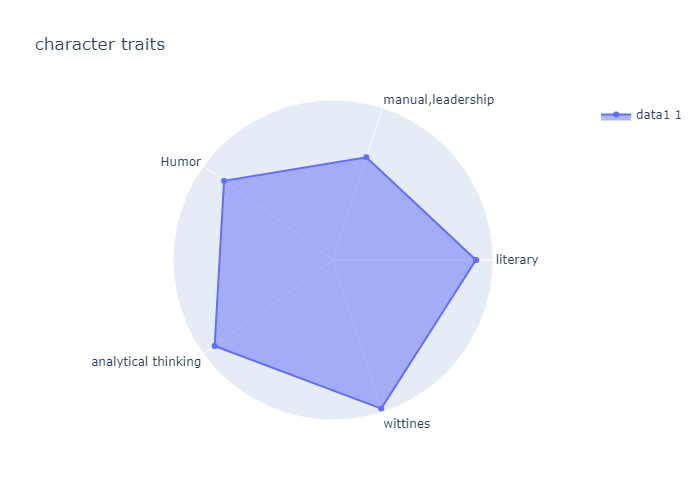 character traits
manual,leadership
data1 1
Humor
literary
analytical thinking
wittines